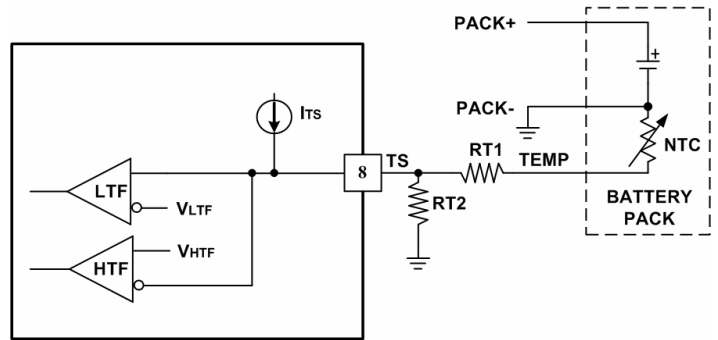 PACK+
+
ITS
PACK-
RT1
TEMP
NTC
8
TS
LTF
VLTF
RT2
BATTERY
PACK
VHTF
HTF